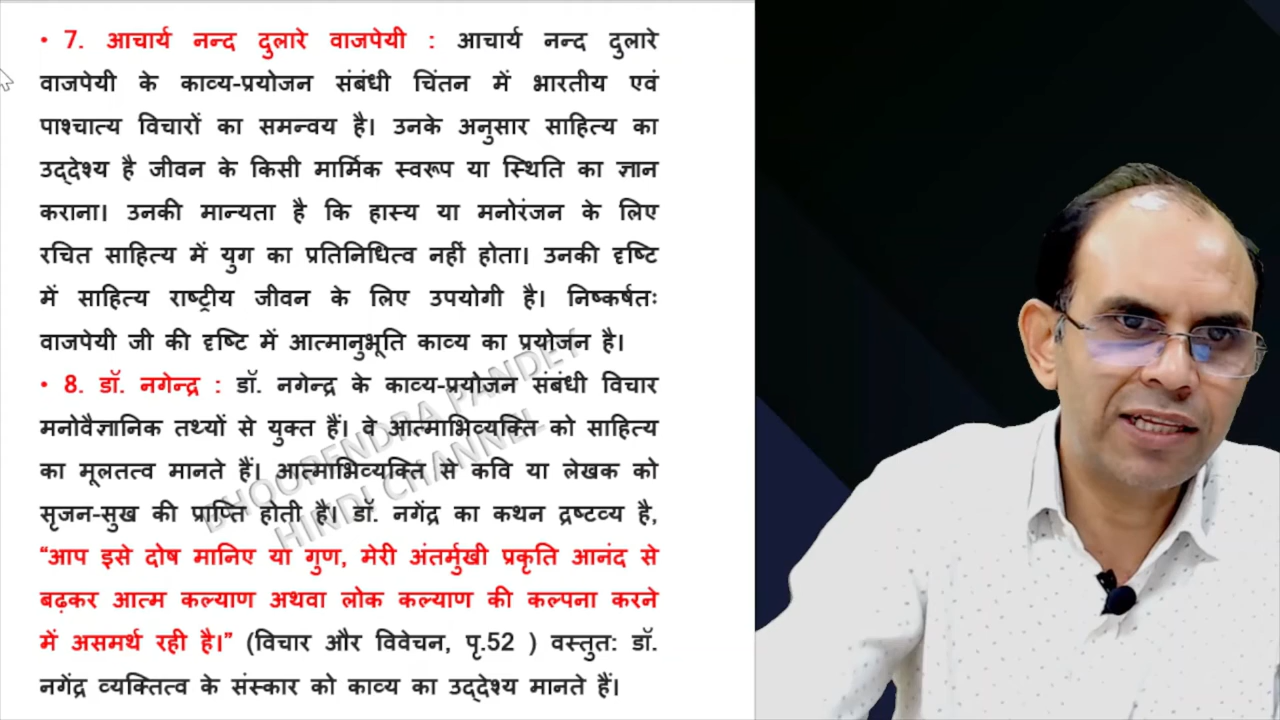 • 7. आचार्य नन्द दुलारे वाजपेयी : आचार्य नन्द दुलारे
वाजपेयी के काव्य-प्रयोजन संबंधी चिंतन में भारतीय एवं
पाश्चात्य विचारों का समन्वय है। उनके अनुसार साहित्य का
उद्देश्य है जीवन के किसी मार्मिक स्वरूप या स्थिति का ज्ञान
कराना। उनकी मान्यता है कि हास्य या मनोरंजन के लिए
रचित साहित्य में युग का प्रतिनिधित्व नहीं होता। उनकी दृष्टि
में साहित्य राष्ट्रीय जीवन के लिए उपयोगी है। निष्कर्षतः
वाजपेयी जी की दृष्टि में आत्मानुभूति काव्य का प्रयोजन है।
• 8. डॉ. नगेन्द्र : डॉ. नगेन्द्र के काव्य-प्रयोजन संबंधी विचार
मनोवैज्ञानिक तथ्यों से युक्त हैं। वे आत्माभिव्यक्ति को साहित्य
का मूलतत्व मानते हैं। आत्माभिव्यक्ति से कवि या लेखक को
सृजन-सुख की प्राप्ति होती है। डॉ. नगेंद्र का कथन द्रष्टव्य है,
“आप इसे दोष मानिए या गुण, मेरी अंतर्मुखी प्रकृति आनंद से
बढ़कर आत्म कल्याण अथवा लोक कल्याण की कल्पना करने
में असमर्थ रही है।” (विचार और विवेचन, पृ.52 ) वस्तुत: डॉ.
नगेंद्र व्यक्तित्व के संस्कार को काव्य का उद्देश्य मानते हैं।
BHOOPENDRA PANDEY
HINDI CHANNEL